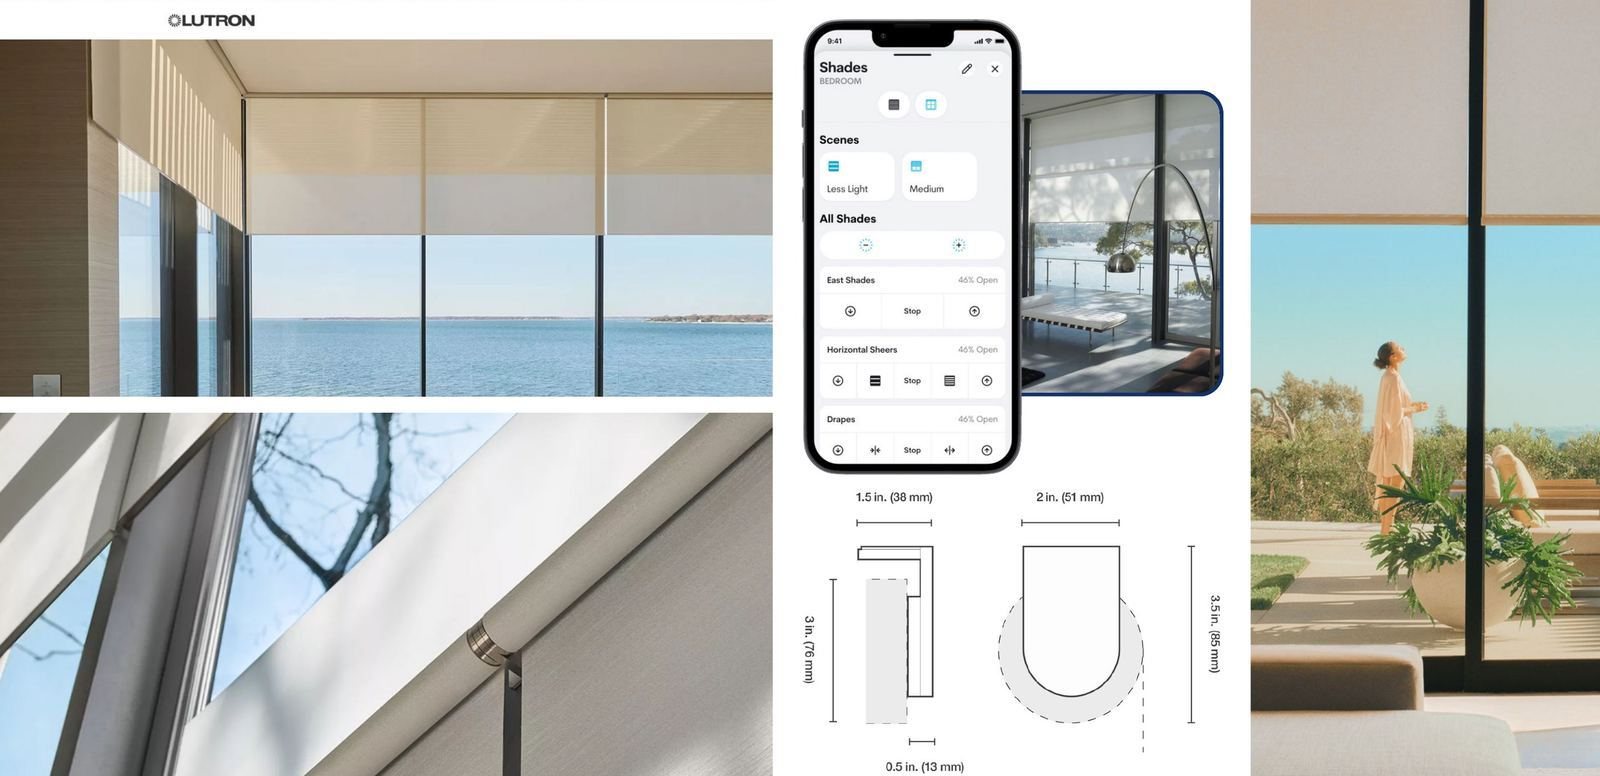 LUTRON
9:41
Shades
BEDROOM
Scenes
Less Light
Medium
All Shades
East Shades
46% Open
Stop
Horizontal Sheers
46% Open
Stop
Drapes
46% Open
Stop
1.5 in. (38 mm)
2 in. (51 mm)
3 in. (76 mm)
3.5 in. (85 mm)
0.5 in. (13 mm)